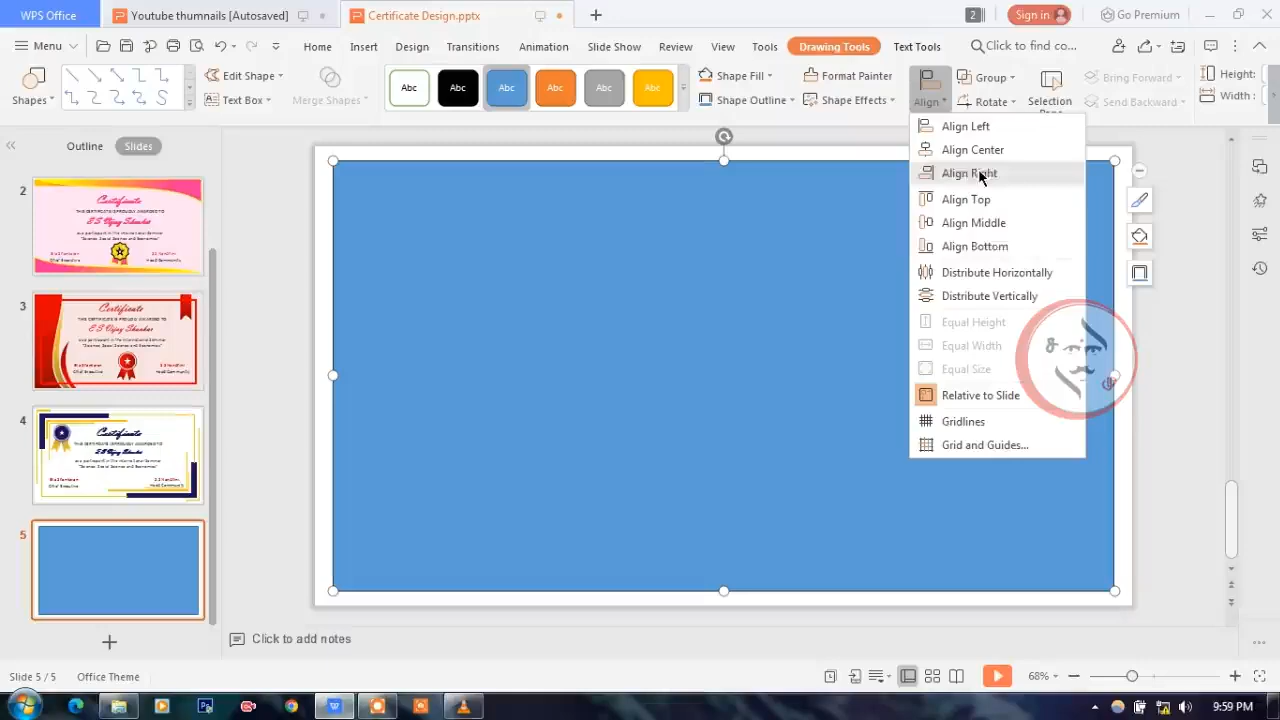 WPS Office
Youtube thumnails [Autosaved]
Certificate Design.pptx
2
Sign in
Go Premium
Menu
Home
Insert
Design
Transitions
Animation
Slide Show
Review
View
Tools
Drawing Tools
Text Tools
Click to find co...
Shapes
Edit Shape
Text Box
Merge Shapes
Abc
Abc
Abc
Abc
Abc
Abc
Shape Fill
Shape Outline
Format Painter
Shape Effects
Align
Group
Rotate
Selection
Bring Forward
Send Backward
Height:
Width :
Align Left
Align Center
Align Right
Align Top
Align Middle
Align Bottom
Distribute Horizontally
Distribute Vertically
Equal Height
Equal Width
Equal Size
Relative to Slide
Gridlines
Grid and Guides...
Outline
Slides
2
Certificate
3
Certificate
4
Certificate
5
Click to add notes
Slide 5 / 5
Office Theme
68%
9:59 PM